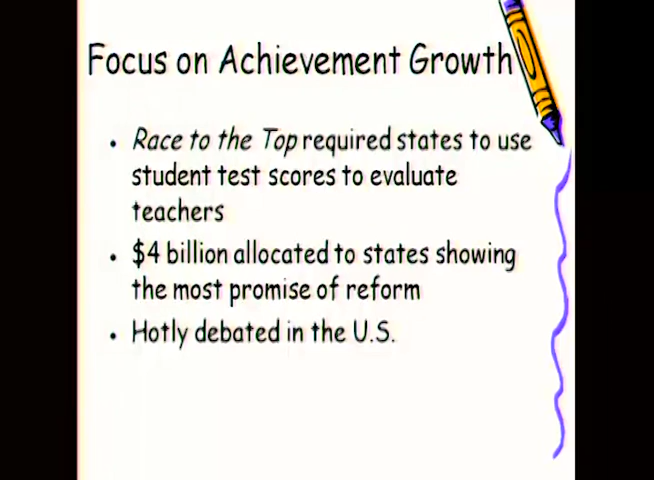 Focus on Achievement Growth
• Race to the Top required states to use
student test scores to evaluate
teachers
• $4 billion allocated to states showing
the most promise of reform
• Hotly debated in the U.S.